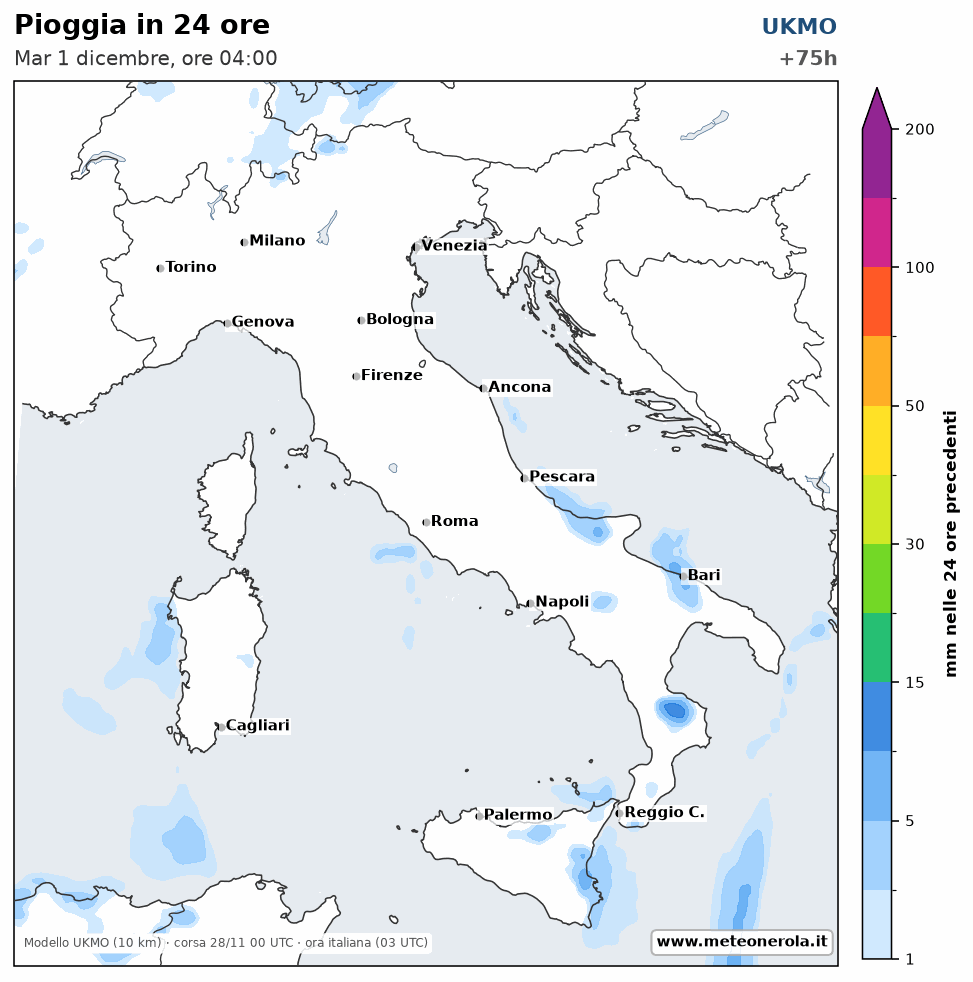 Pioggia in 24 ore
UKMO
Mar 1 dicembre, ore 04:00
+75h
200
100
50
30
15
5
1
mm nelle 24 ore precedenti
Milano
Venezia
Torino
Genova
Bologna
Firenze
Ancona
Pescara
Roma
Bari
Napoli
Cagliari
Palermo
Reggio C.
Modello UKMO (10 km) · corsa 28/11 00 UTC · ora italiana (03 UTC)
www.meteonerola.it